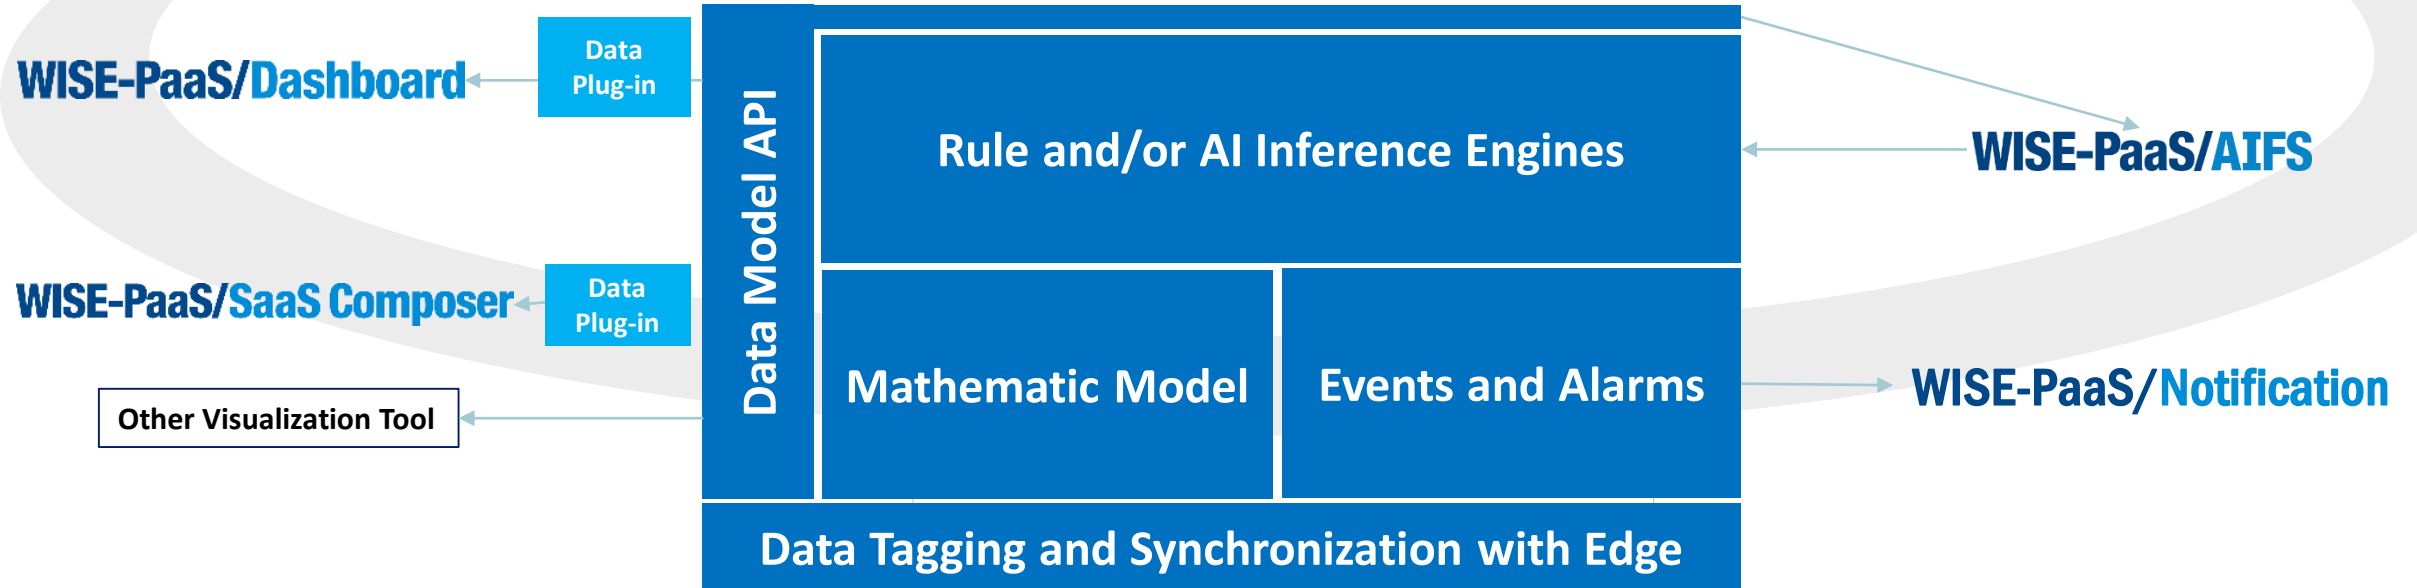 WISE-PaaS/Dashboard
Data
Plug-in
WISE-PaaS/SaaS Composer
Data
Plug-in
Other Visualization Tool
Data Model API
Rule and/or AI Inference Engines
Mathematic Model
Events and Alarms
Data Tagging and Synchronization with Edge
WISE-PaaS/AIFS
WISE-PaaS/Notification